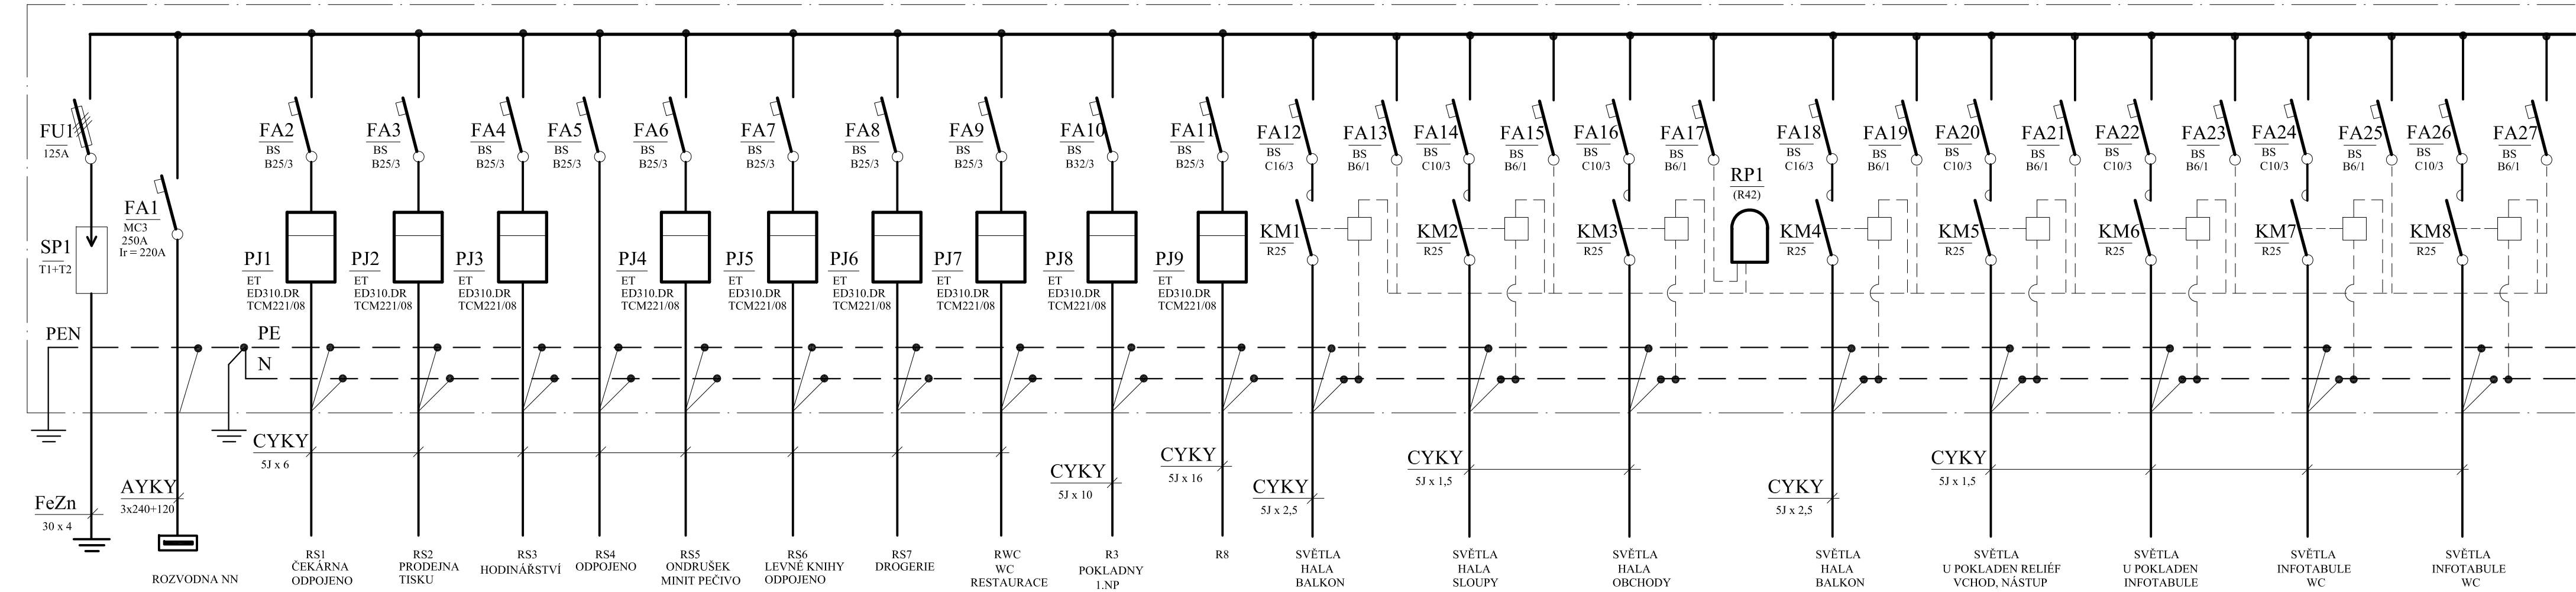 FU1
125A
SP1
T1+T2
FA1
MC3
250A
Ir = 220A
FA2
BS
B25/3
FA3
BS
B25/3
FA4
BS
B25/3
FA5
BS
B25/3
FA6
BS
B25/3
FA7
BS
B25/3
FA8
BS
B25/3
FA9
BS
B25/3
FA10
BS
B32/3
FA11
BS
B25/3
FA12
BS
C16/3
FA13
BS
B6/1
FA14
BS
C10/3
FA15
BS
B6/1
FA16
BS
C10/3
FA17
BS
B6/1
RP1
(R42)
FA18
BS
C16/3
FA19
BS
B6/1
FA20
BS
C10/3
FA21
BS
B6/1
FA22
BS
C10/3
FA23
BS
B6/1
FA24
BS
C10/3
FA25
BS
B6/1
FA26
BS
C10/3
FA27
BS
B6/1
PJ1
ET
ED310.DR
TCM221/08
PJ2
ET
ED310.DR
TCM221/08
PJ3
ET
ED310.DR
TCM221/08
PJ4
ET
ED310.DR
TCM221/08
PJ5
ET
ED310.DR
TCM221/08
PJ6
ET
ED310.DR
TCM221/08
PJ7
ET
ED310.DR
TCM221/08
PJ8
ET
ED310.DR
TCM221/08
PJ9
ET
ED310.DR
TCM221/08
KM1
R25
KM2
R25
KM3
R25
KM4
R25
KM5
R25
KM6
R25
KM7
R25
KM8
R25
PEN
PE
N
FeZn
30 x 4
AYKY
3x240+120
CYKY
5J x 6
CYKY
5J x 10
CYKY
5J x 16
CYKY
5J x 2,5
CYKY
5J x 1,5
CYKY
5J x 2,5
CYKY
5J x 1,5
ROZVODNA NN
RS1
ČEKÁRNA
ODPOJENO
RS2
PRODEJNA
TISKU
RS3
HODINÁŘSTVÍ
RS4
ODPOJENO
RS5
ONDRUŠEK
MINIT PEČIVO
RS6
LEVNÉ KNIHY
ODPOJENO
RS7
DROGERIE
RWC
WC
RESTAURACE
R3
POKLADNY
1.NP
R8
SVĚTLA
HALA
BALKON
SVĚTLA
HALA
SLOUPY
SVĚTLA
HALA
OBCHODY
SVĚTLA
HALA
BALKON
SVĚTLA
U POKLADEN RELIÉF
VCHOD, NÁSTUP
SVĚTLA
U POKLADEN
INFOTABULE
SVĚTLA
INFOTABULE
WC
SVĚTLA
INFOTABULE
WC